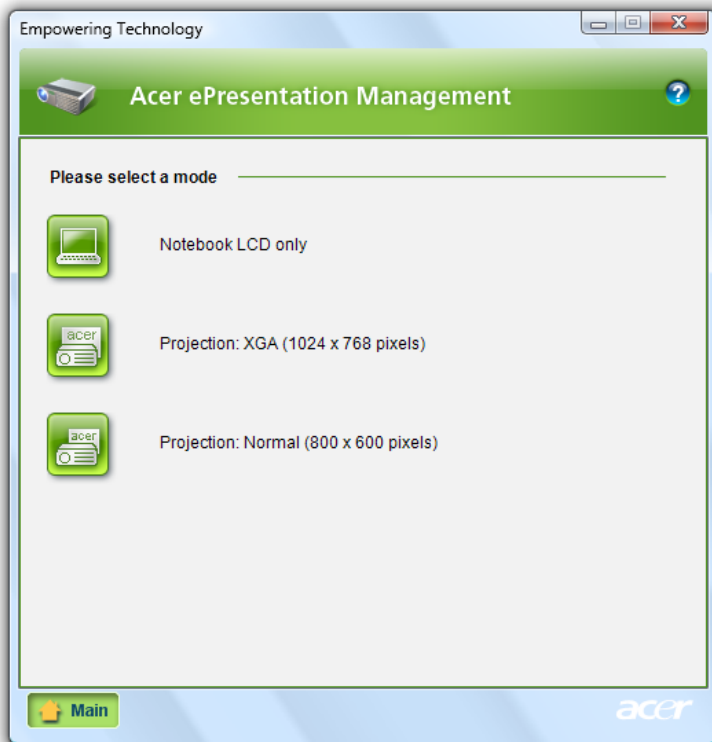 Empowering Technology
Acer ePresentation Management
?
Please select a mode
Notebook LCD only
acer
Projection: XGA (1024 x 768 pixels)
acer
Projection: Normal (800 x 600 pixels)
Main
acer